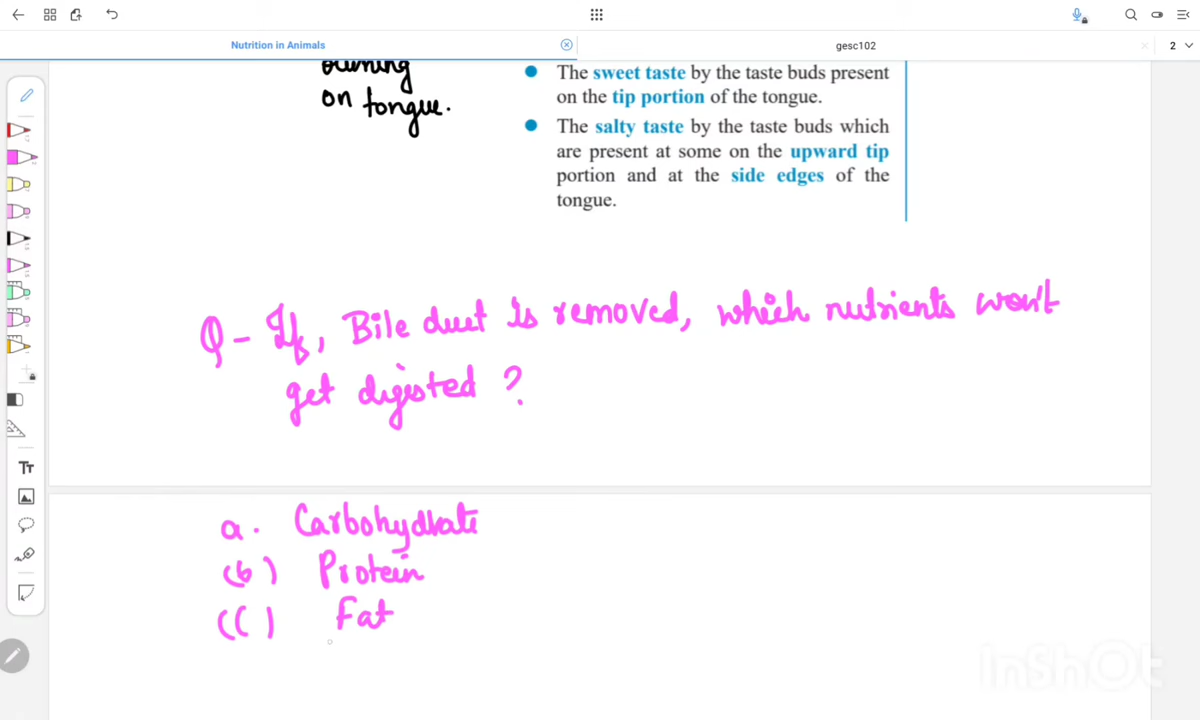 Nutrition in Animals
gesc102
2
burning
on tongue.
The sweet taste by the taste buds present
on the tip portion of the tongue.
The salty taste by the taste buds which
are present at some on the upward tip
portion and at the side edges of the
tongue.
Q - If, Bile duct is removed, which nutrients won't
get digested ?
a. Carbohydrate
(b) Protein
(C) Fat
Tт
InShOt